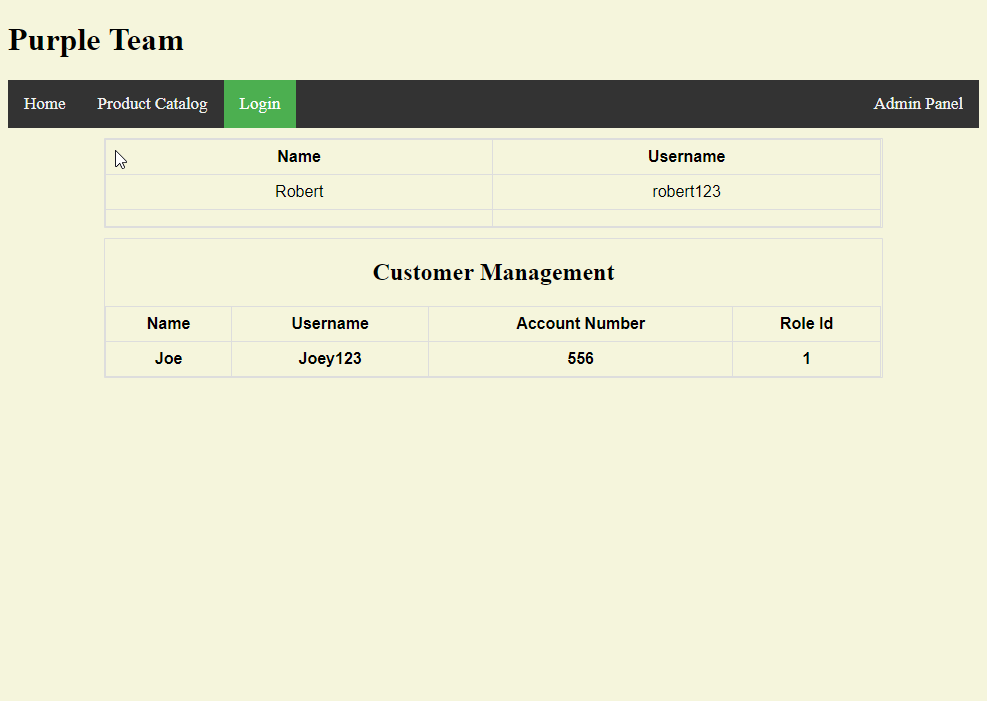 Purple Team
Home Product Catalog Login Admin Panel
Name Username
Robert robert123
Customer Management
Name Username Account Number Role Id
Joe Joey123 556 1